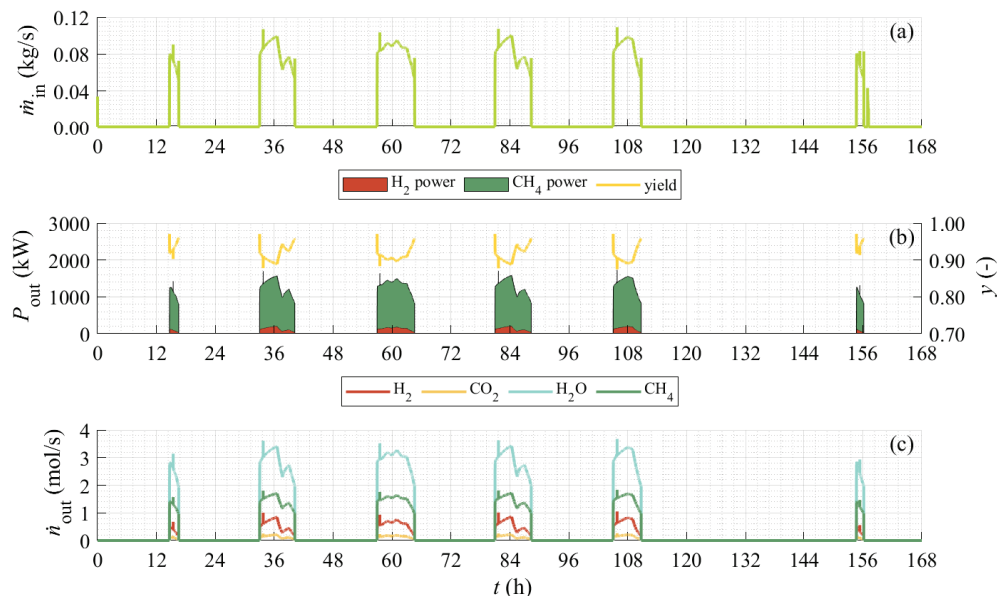 (a)
ṁin (kg/s)
0.12
0.08
0.04
0.00
0 12 24 36 48 60 72 84 96 108 120 132 144 156 168
H2 power CH4 power yield
(b)
Pout (kW)
3000
2000
1000
0
1.00
0.90
0.80
0.70
y (-)
0 12 24 36 48 60 72 84 96 108 120 132 144 156 168
H2 CO2 H2O CH4
(c)
ṅout (mol/s)
4
3
2
1
0
0 12 24 36 48 60 72 84 96 108 120 132 144 156 168
t (h)